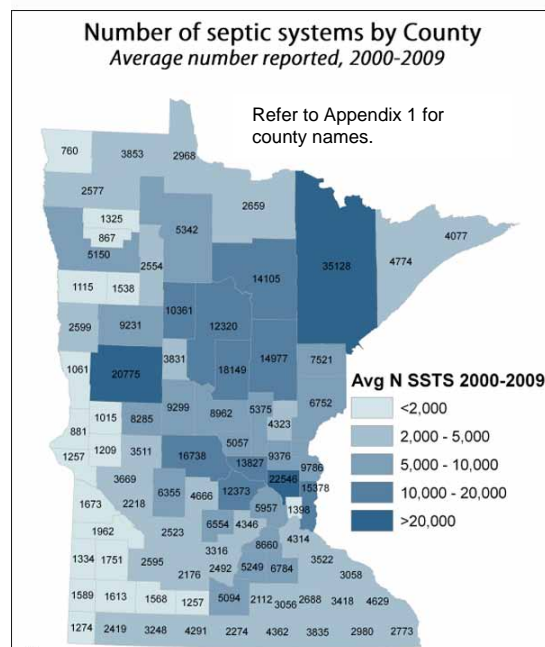 Number of septic systems by County
Average number reported, 2000-2009
Refer to Appendix 1 for
county names.
760 3853 2968
2577 2659
1325 5342 4077
867 35128 4774
5150 2554 14105
1115 1538
10361
2599 9231 12320
3831 14977 7521
1061 20775 18149
Avg N SSTS 2000-2009
<2,000
2,000 - 5,000
5,000 - 10,000
10,000 - 20,000
>20,000
6752
9299 8962 5375
881 1015 8285 4323
5057
1257 1209 3511 16738 9376
13827 9786
3669 22546 15378
6355 4666 12373
1673 2218 5957 1398
1962 6554 4346
2523 4314
1334 1751 3316 8660 3522
2595 2492 5249 6784
2176 3058
1589 1613 1568 1257 5094 2112 3056 2688 3418 4629
1274 2419 3248 4291 2274 4362 3835 2980 2773